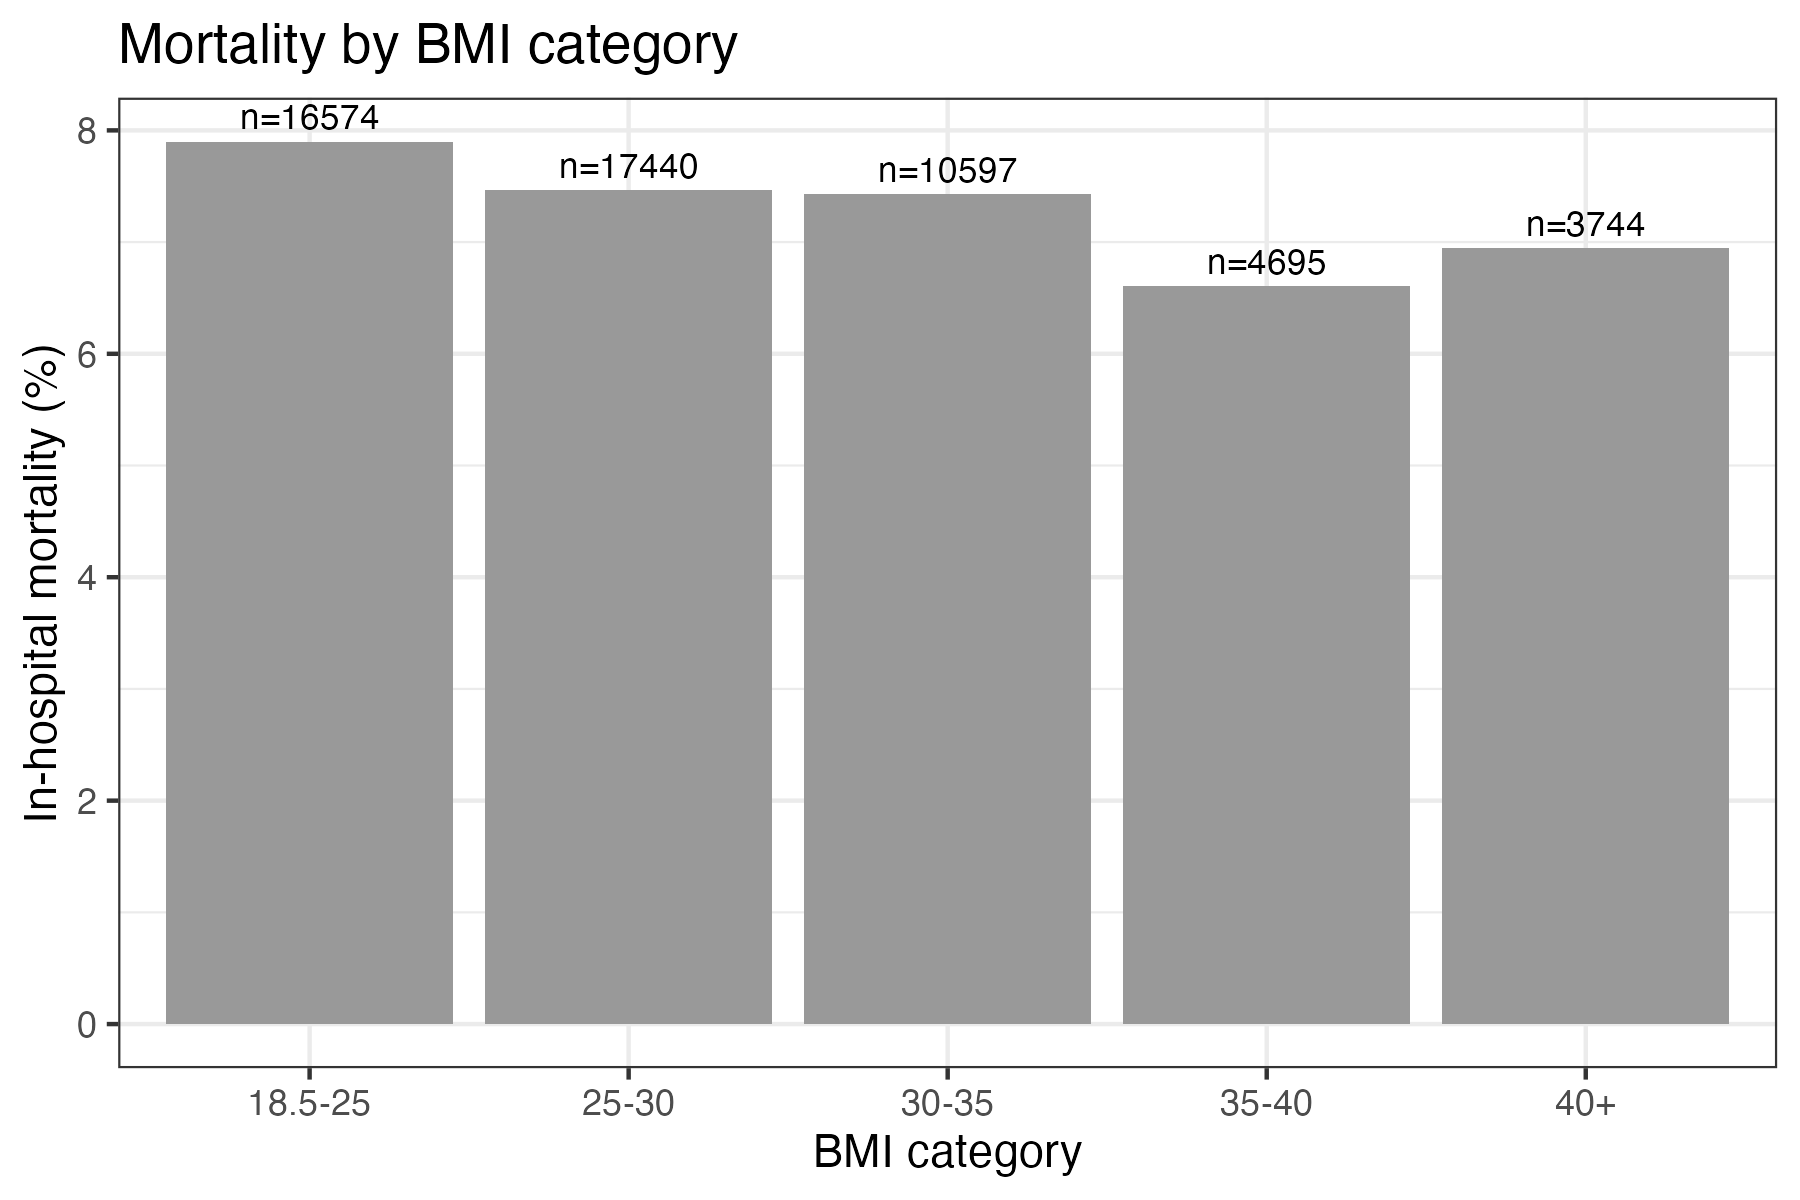 Mortality by BMI category
In-hospital mortality (%)
8
6
4
2
0
n=16574
n=17440
n=10597
n=4695
n=3744
18.5-25
25-30
30-35
35-40
40+
BMI category